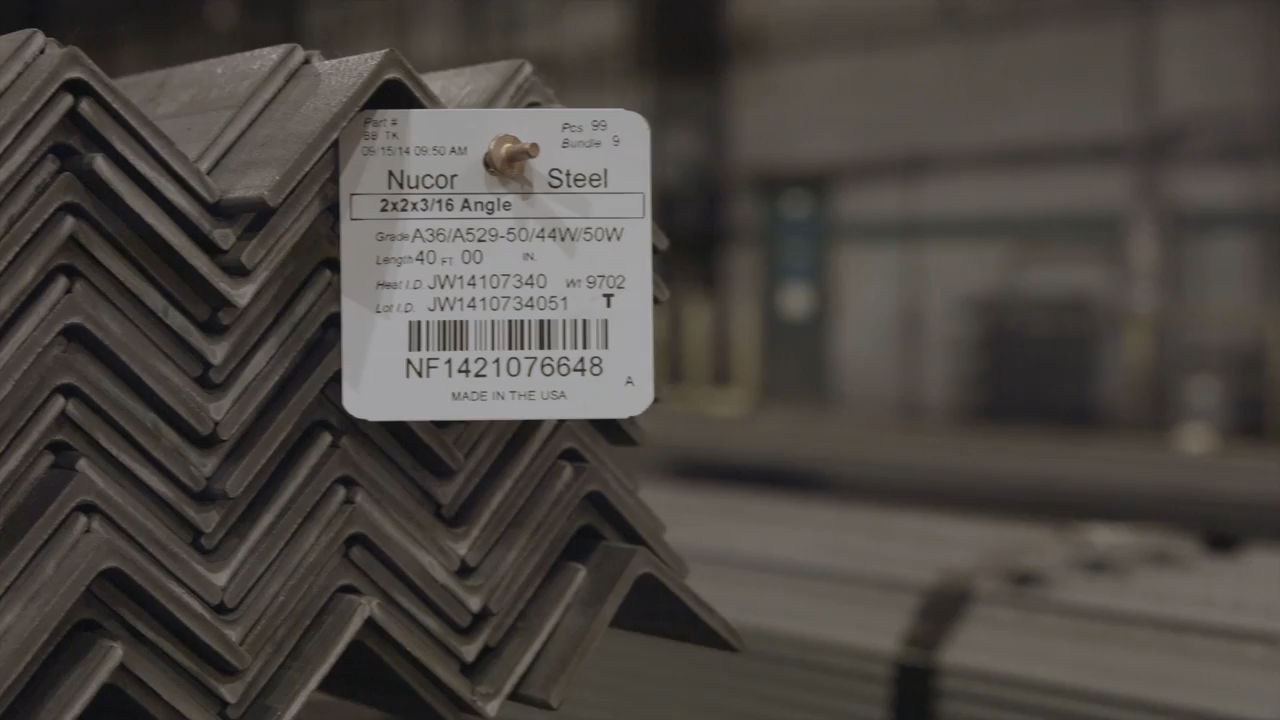 Part #
BB TK
09/15/14 09:50 AM
Pcs 99
Bundle 9
Nucor Steel
2x2x3/16 Angle
Grade A36/A529-50/44W/50W
Length 40 FT 00 IN.
Heat I.D. JW14107340 Wt 9702
Lot I.D. JW1410734051 T
NF1421076648
A
MADE IN THE USA